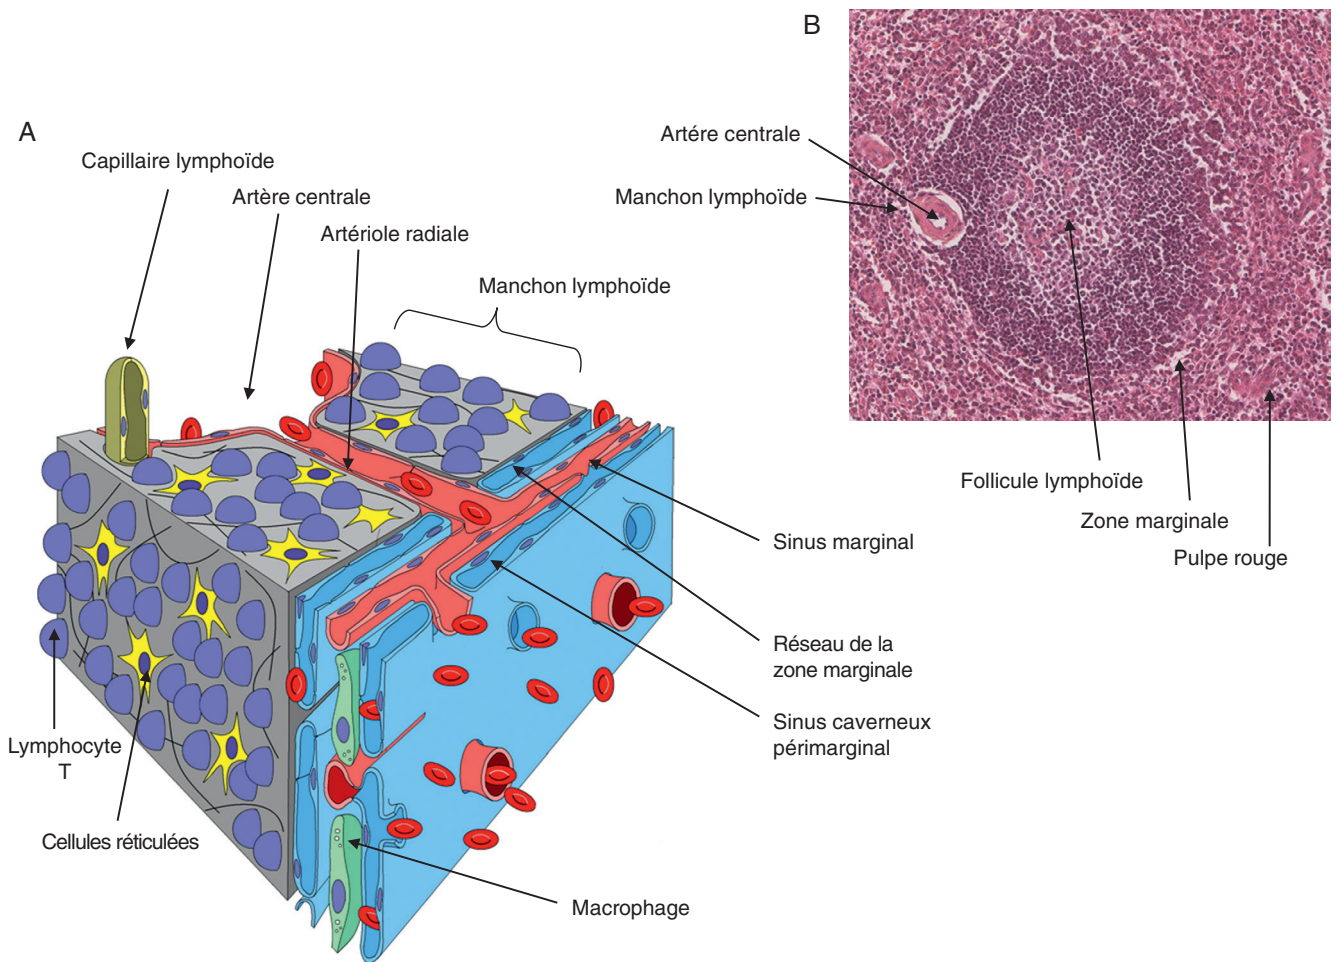 A
Capillaire lymphoïde
Artère centrale
Artériole radiale
Manchon lymphoïde
Sinus marginal
Réseau de la
zone marginale
Sinus caverneux
périmarginal
Lymphocyte
T
Cellules réticulées
Macrophage
B
Artére centrale
Manchon lymphoïde
Follicule lymphoïde
Zone marginale
Pulpe rouge